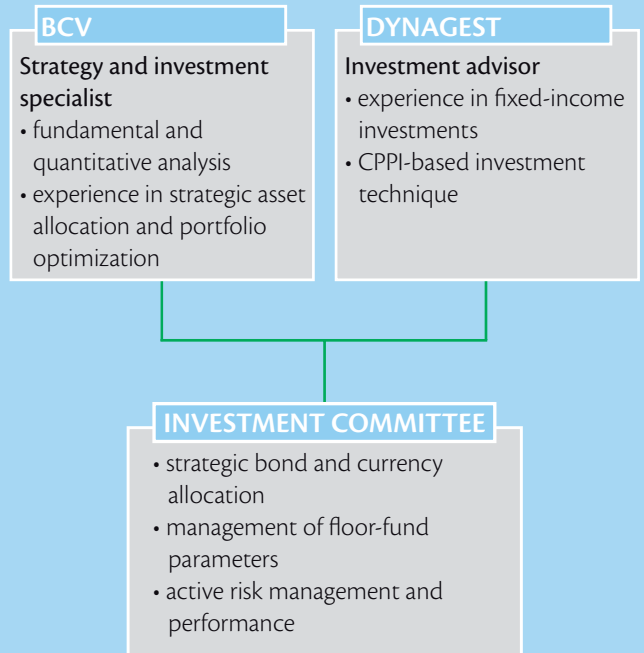 BCV
Strategy and investment
specialist
• fundamental and
quantitative analysis
• experience in strategic asset
allocation and portfolio
optimization
DYNAGEST
Investment advisor
• experience in fixed-income
investments
• CPPI-based investment
technique
INVESTMENT COMMITTEE
• strategic bond and currency
allocation
• management of floor-fund
parameters
• active risk management and
performance